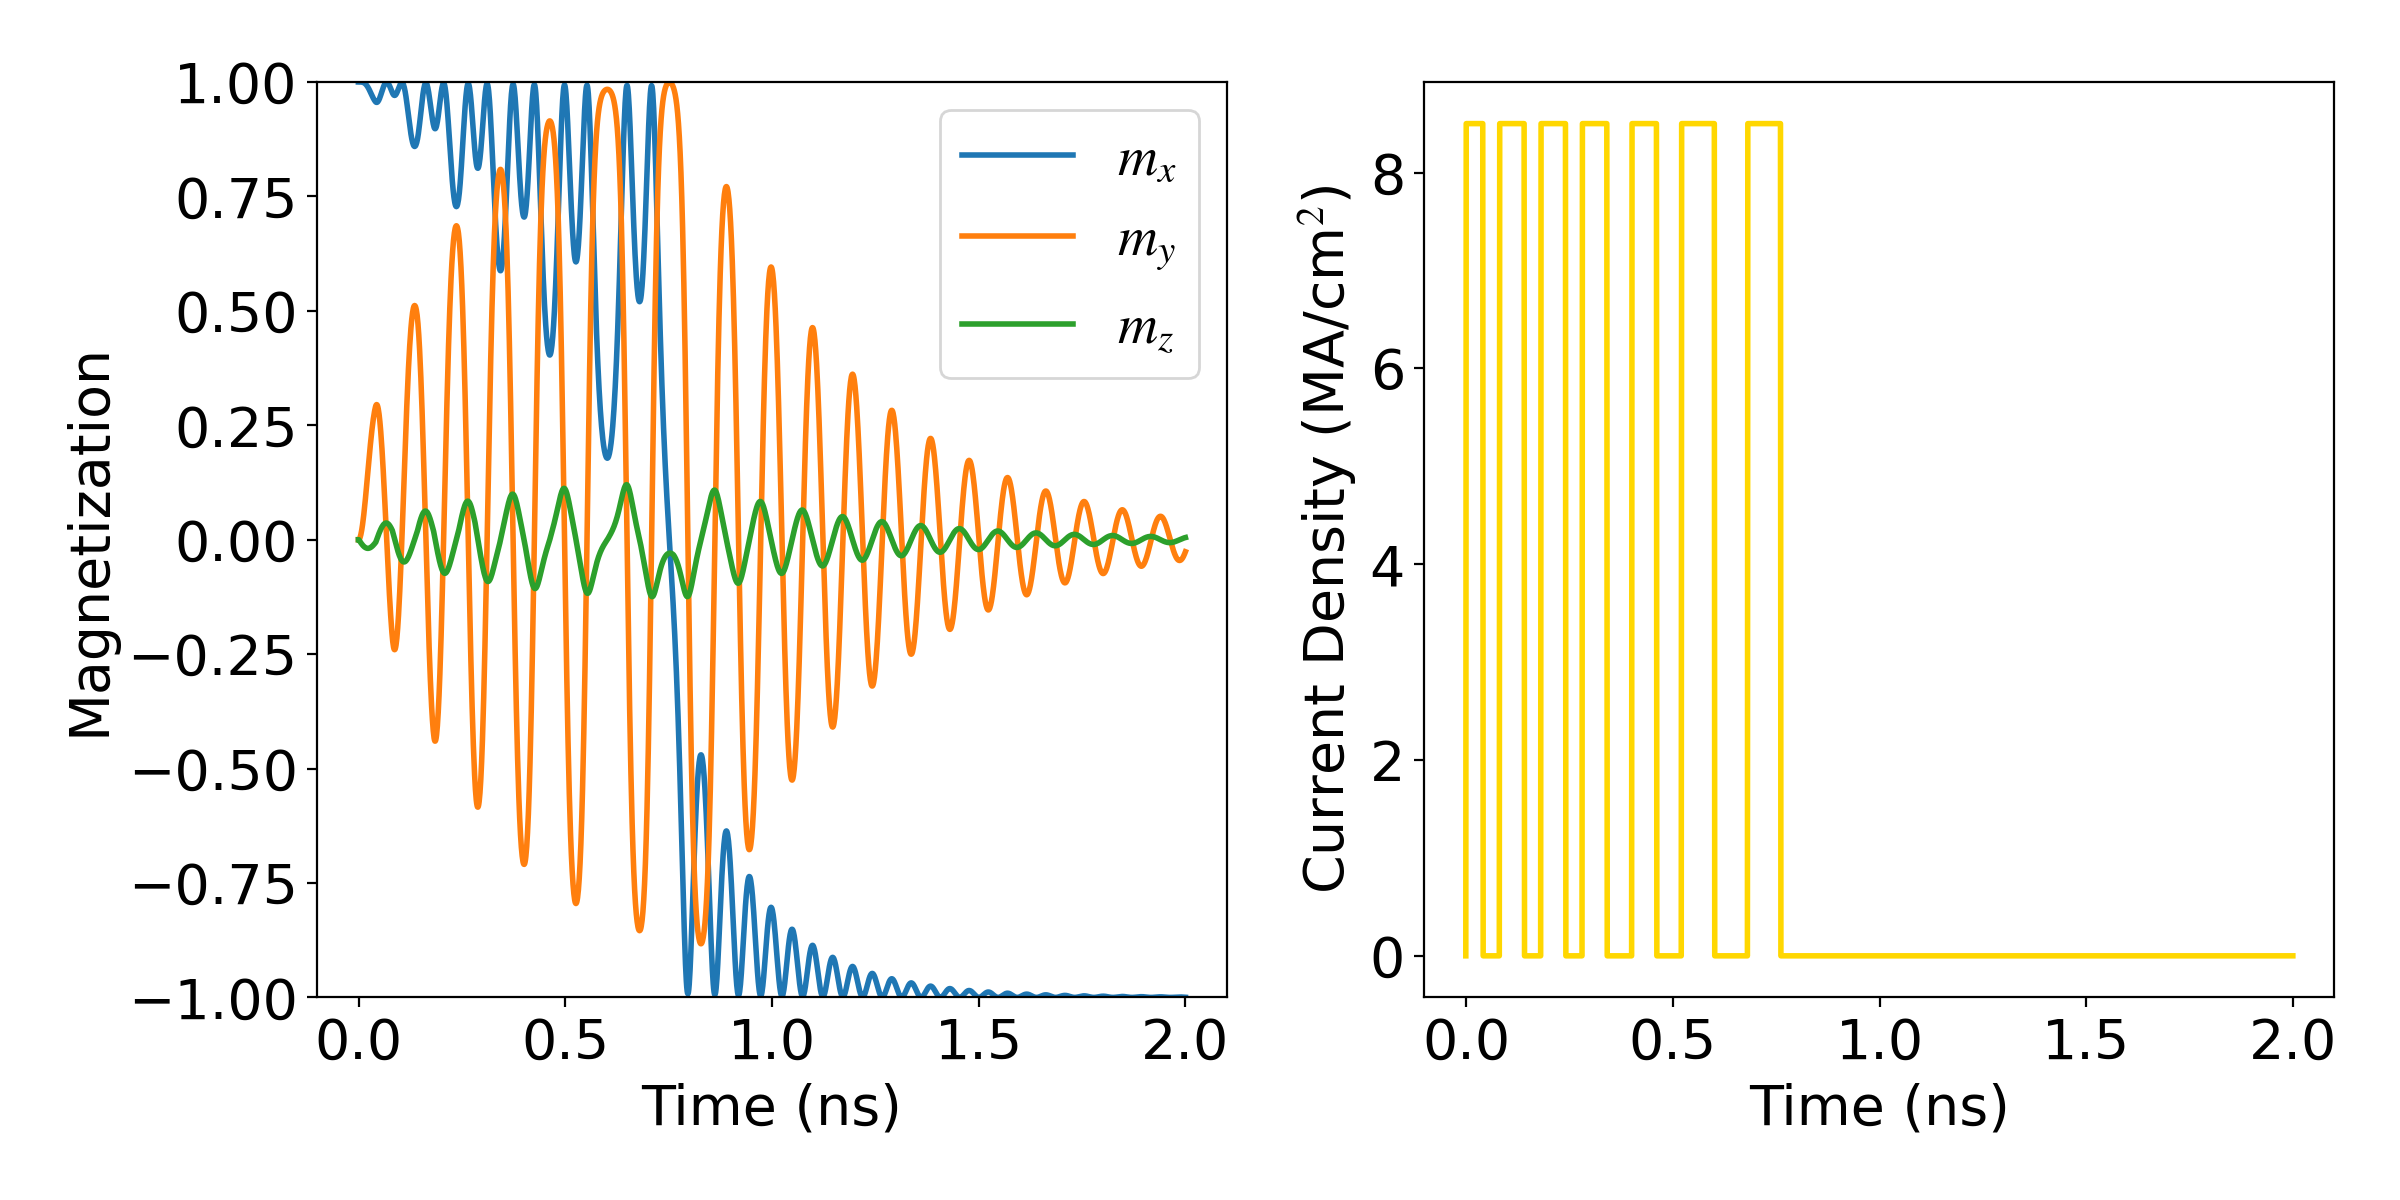 1.00
0.75
0.50
0.25
0.00
−0.25
−0.50
−0.75
−1.00
Magnetization
0.0 0.5 1.0 1.5 2.0
Time (ns)
m_x
m_y
m_z
8
6
4
2
0
Current Density (MA/cm²)
0.0 0.5 1.0 1.5 2.0
Time (ns)